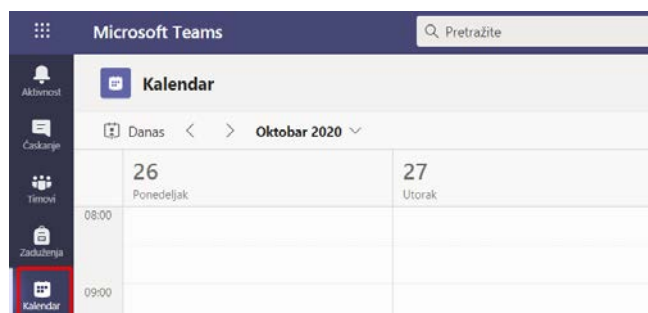 Microsoft Teams
Pretražite
Aktivnost
Kalendar
Danas
Oktobar 2020
Ćaskanje
26
27
Ponedeljak
Utorak
Timovi
08:00
Zaduženja
09:00
Kalendar